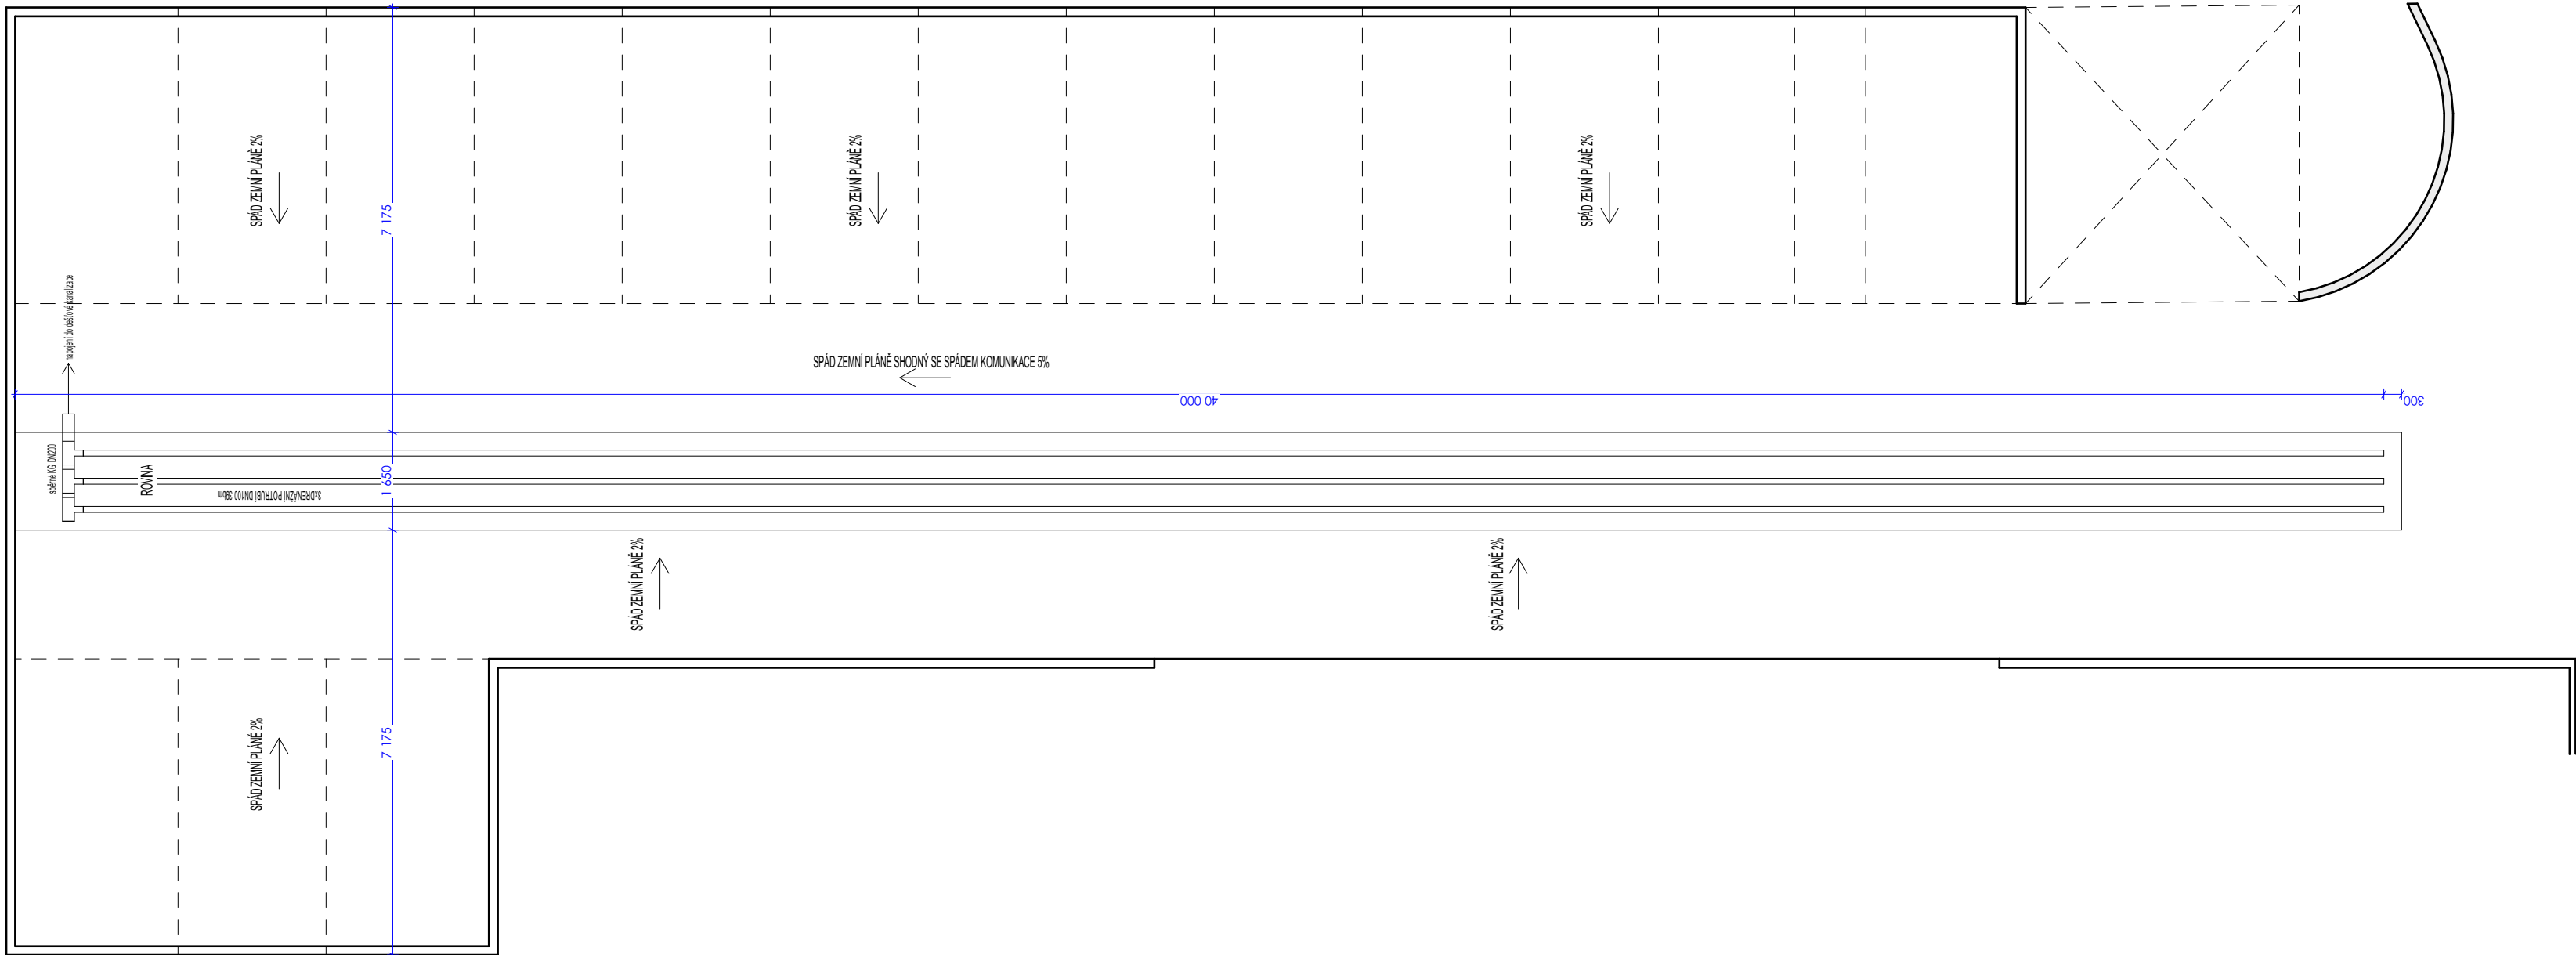 SPÁD ZEMNÍ PLÁNĚ 2%
SPÁD ZEMNÍ PLÁNĚ 2%
SPÁD ZEMNÍ PLÁNĚ 2%
7 175
napojení do dešťové kanalizace
SPÁD ZEMNÍ PLÁNĚ SHODNÝ SE SPÁDEM KOMUNIKACE 5%
40 000
300
sběrné KG DN200
ROVINA
3xDRENÁŽNÍ POTRUBÍ DN100 39bm
1 650
SPÁD ZEMNÍ PLÁNĚ 2%
SPÁD ZEMNÍ PLÁNĚ 2%
SPÁD ZEMNÍ PLÁNĚ 2%
7 175